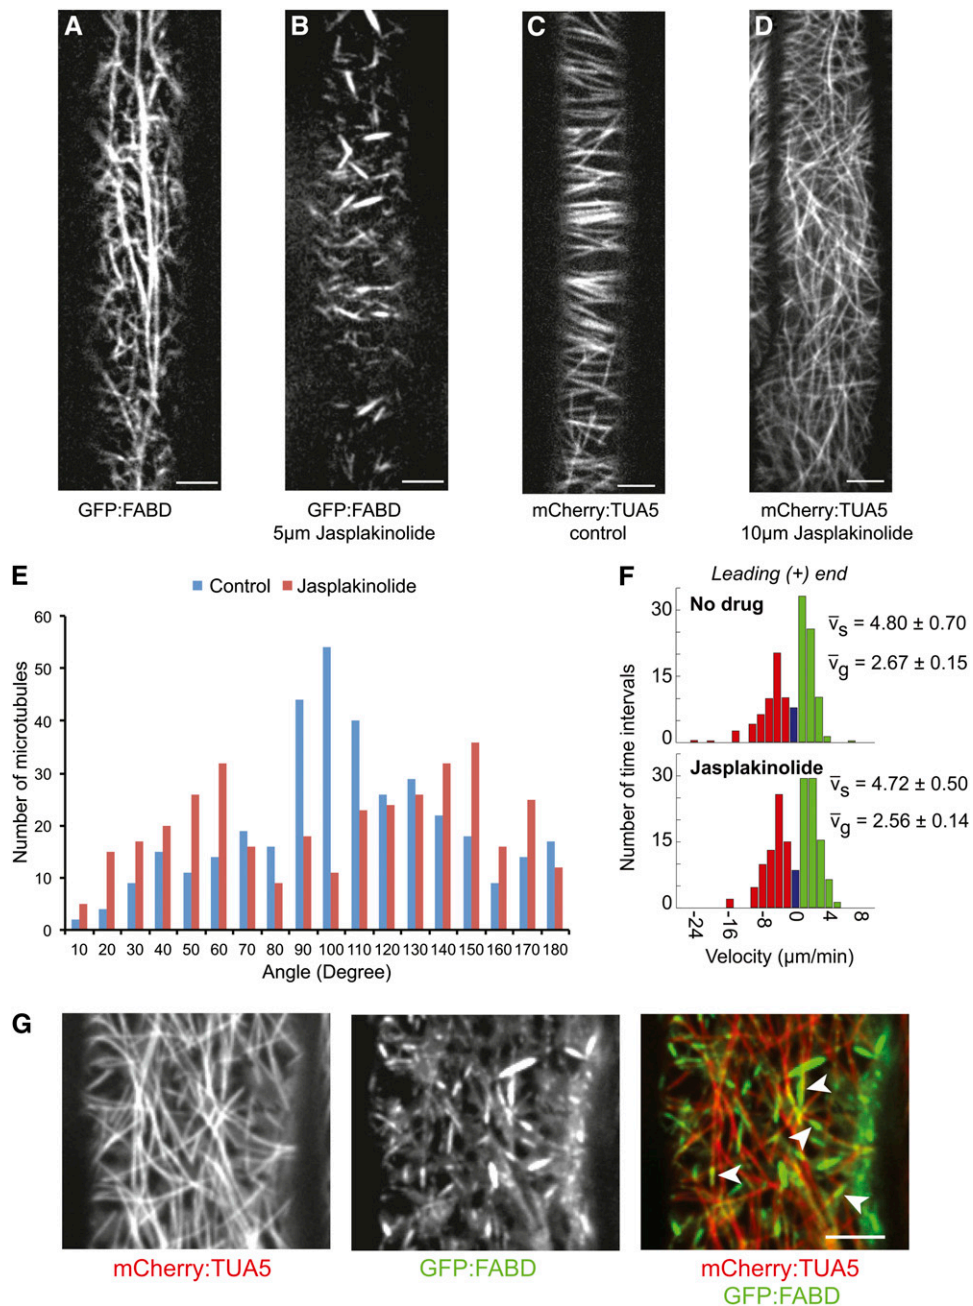 A
B
C
D
GFP:FABD
GFP:FABD
5µm Jasplakinolide
mCherry:TUA5
control
mCherry:TUA5
10µm Jasplakinolide
E
Control
Jasplakinolide
Number of microtubules
60
50
40
30
20
10
0
10 20 30 40 50 60 70 80 90 100 110 120 130 140 150 160 170 180
Angle (Degree)
F
Leading (+) end
No drug
v̅s = 4.80 ± 0.70
v̅g = 2.67 ± 0.15
30
15
0
Number of time intervals
Jasplakinolide
v̅s = 4.72 ± 0.50
v̅g = 2.56 ± 0.14
30
15
0
-24 -16 -8 0 4 8
Velocity (µm/min)
G
mCherry:TUA5
GFP:FABD
mCherry:TUA5
GFP:FABD